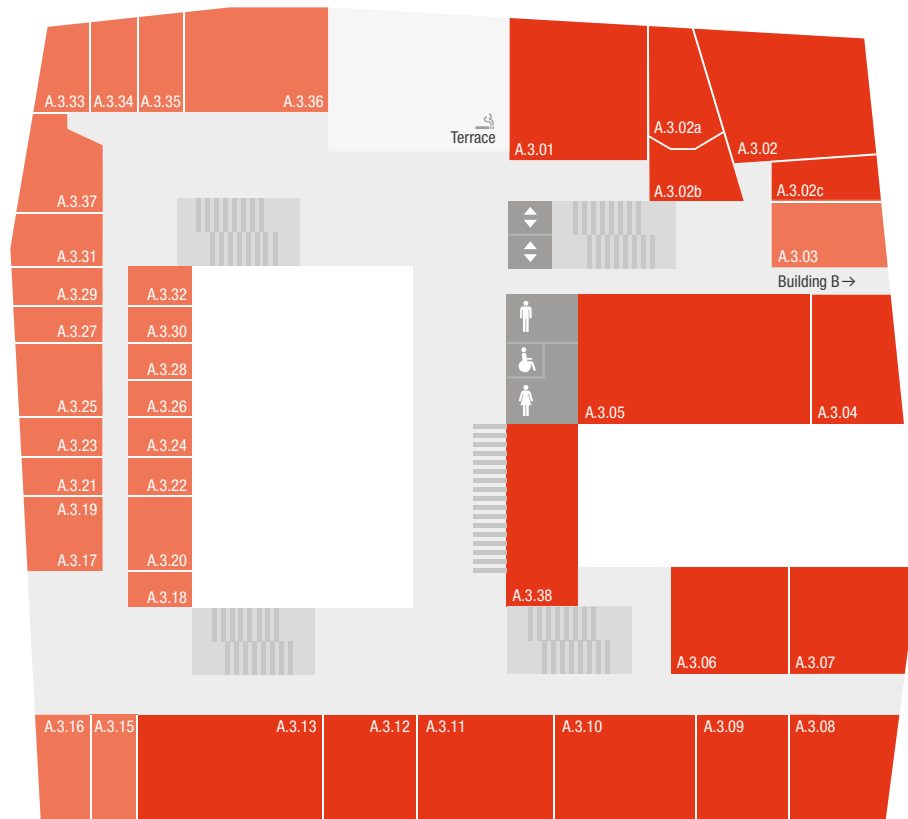 A.3.33
A.3.34
A.3.35
A.3.36
Terrace
A.3.01
A.3.02a
A.3.02
A.3.02b
A.3.02c
A.3.37
A.3.31
A.3.03
Building B→
A.3.29
A.3.32
A.3.27
A.3.30
A.3.28
A.3.25
A.3.26
A.3.05
A.3.04
A.3.23
A.3.24
A.3.21
A.3.22
A.3.19
A.3.17
A.3.20
A.3.18
A.3.38
A.3.06
A.3.07
A.3.16
A.3.15
A.3.13
A.3.12
A.3.11
A.3.10
A.3.09
A.3.08